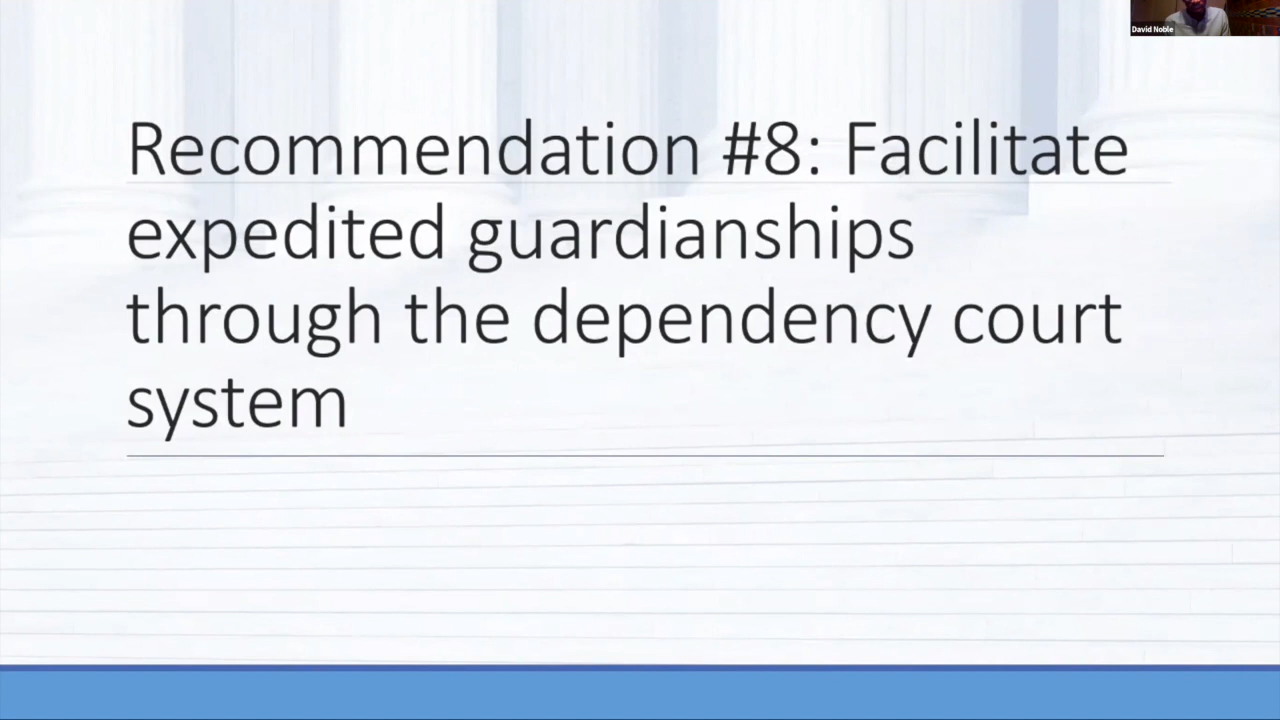 David Noble
Recommendation #8: Facilitate
expedited guardianships
through the dependency court
system